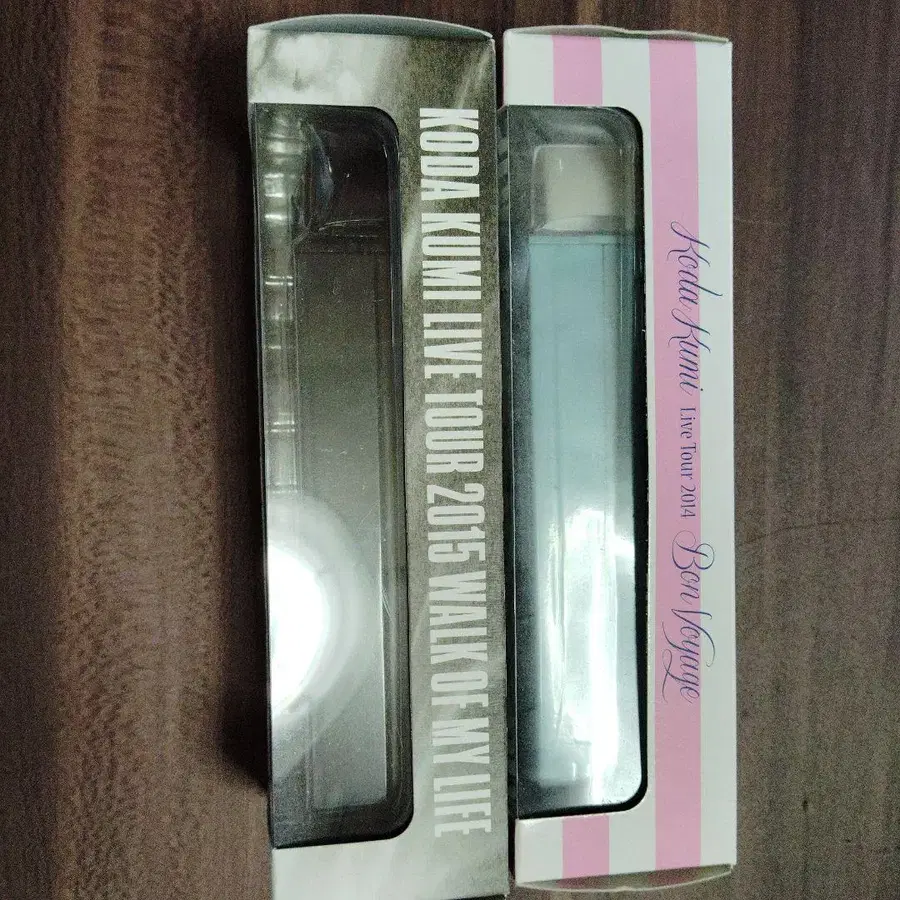 KODA KUMI LIVE TOUR 2015 WALK OF MY LIFE
Koda Kumi Live Tour 2014 Bon Voyage